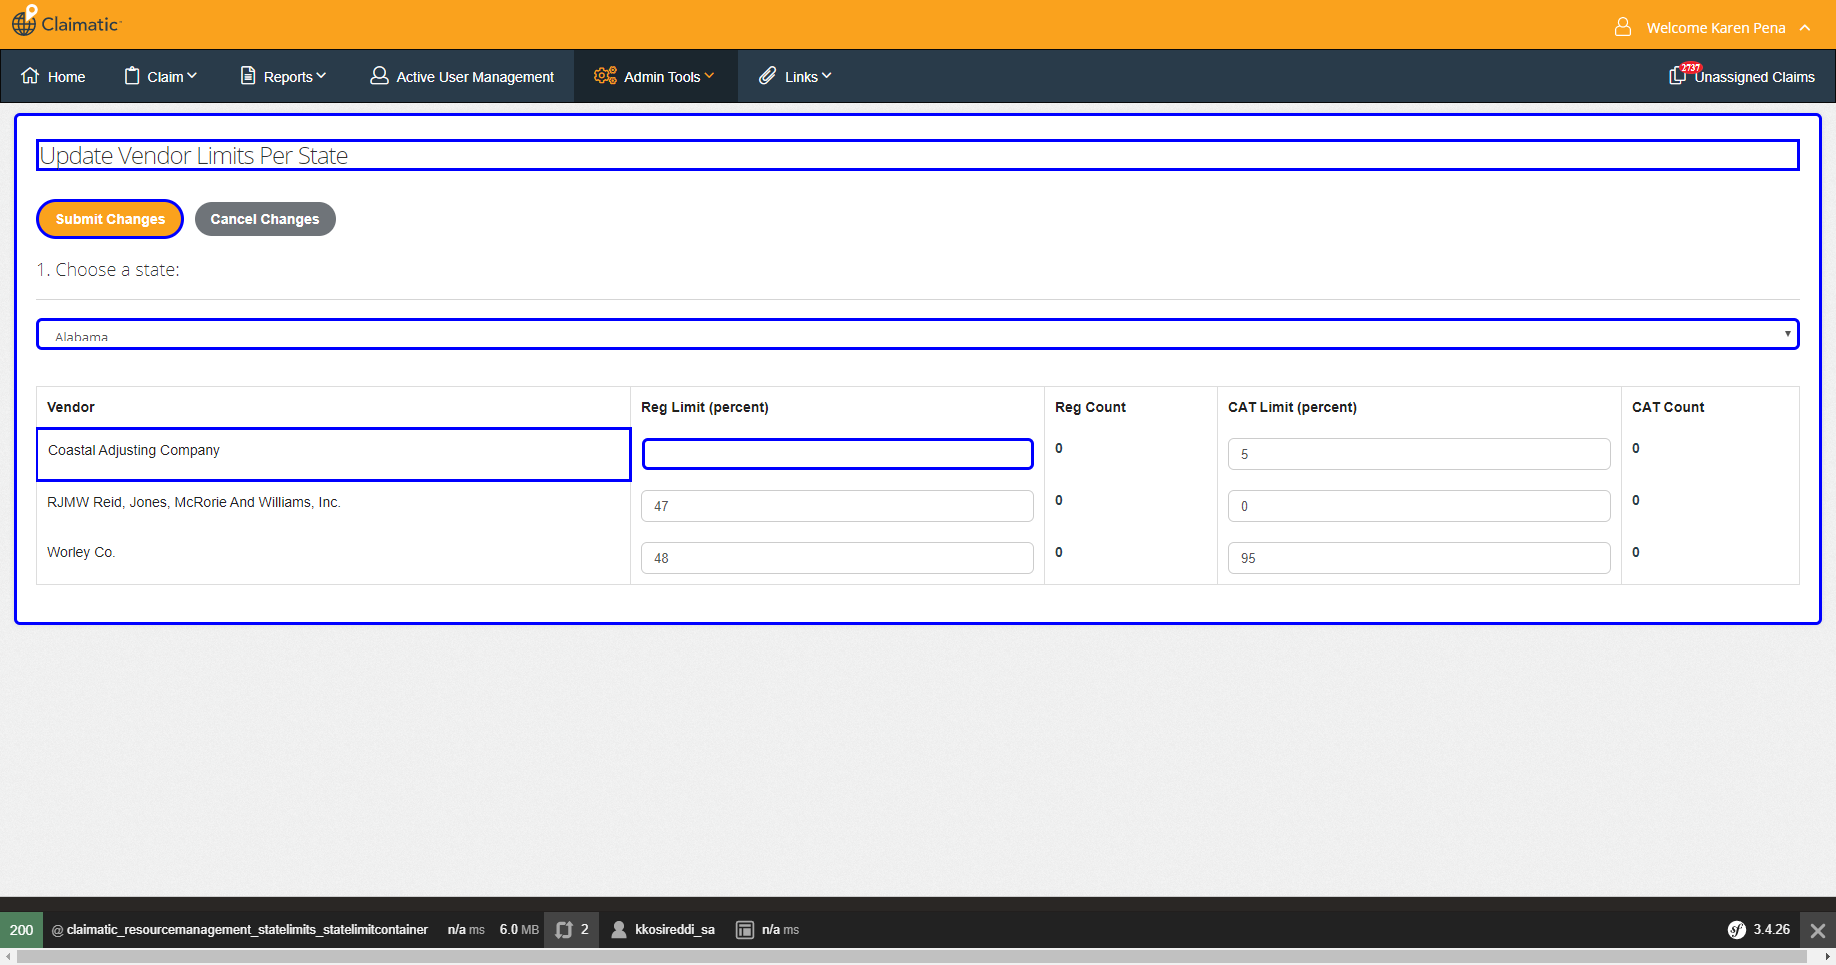 Claimatic
Welcome Karen Pena
Home Claim Reports Active User Management Admin Tools Links 2737 Unassigned Claims
Update Vendor Limits Per State
Submit Changes Cancel Changes
1. Choose a state:
Alabama
Vendor Reg Limit (percent) Reg Count CAT Limit (percent) CAT Count
Coastal Adjusting Company 0 5 0
RJMW Reid, Jones, McRorie And Williams, Inc. 47 0 0 0
Worley Co. 48 0 95 0
200 @ claimatic_resourcemanagement_statelimits_statelimitcontainer n/a ms 6.0 MB 2 kkosireddi_sa n/a ms sf 3.4.26